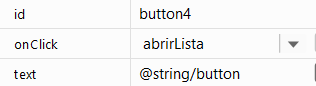 id button4
onClick abrirLista
text @string/button